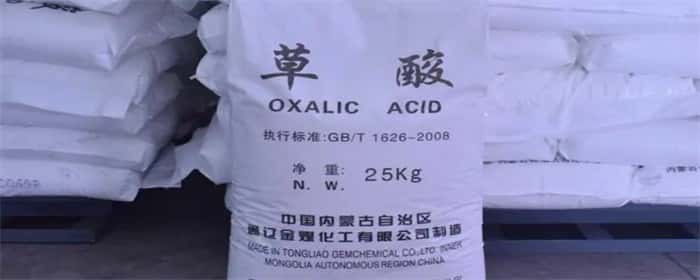 草 酸
OXALIC ACID
执行标准:GB/T 1626-2008
净 重: 25Kg
N. W.
中国内蒙古自治区
通辽金煤化工有限公司制造
MADE IN TONGLIAO GEMCHEMICAL CO.,LTD. INNER
MONGOLIA AUTONOMOUS REGION CHINA